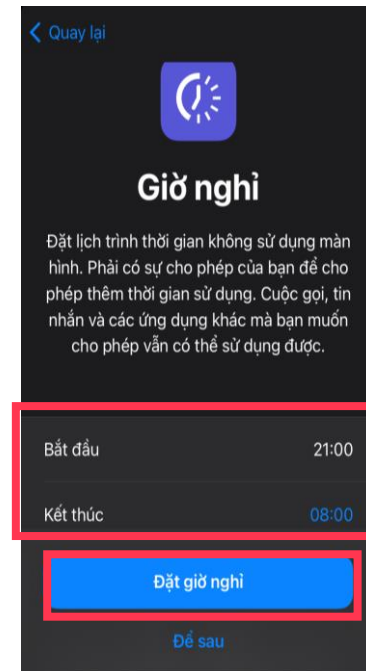 Quay lại
Giờ nghỉ
Đặt lịch trình thời gian không sử dụng màn
hình. Phải có sự cho phép của bạn để cho
phép thêm thời gian sử dụng. Cuộc gọi, tin
nhắn và các ứng dụng khác mà bạn muốn
cho phép vẫn có thể sử dụng được.
Bắt đầu 21:00
Kết thúc 08:00
Đặt giờ nghỉ
Để sau